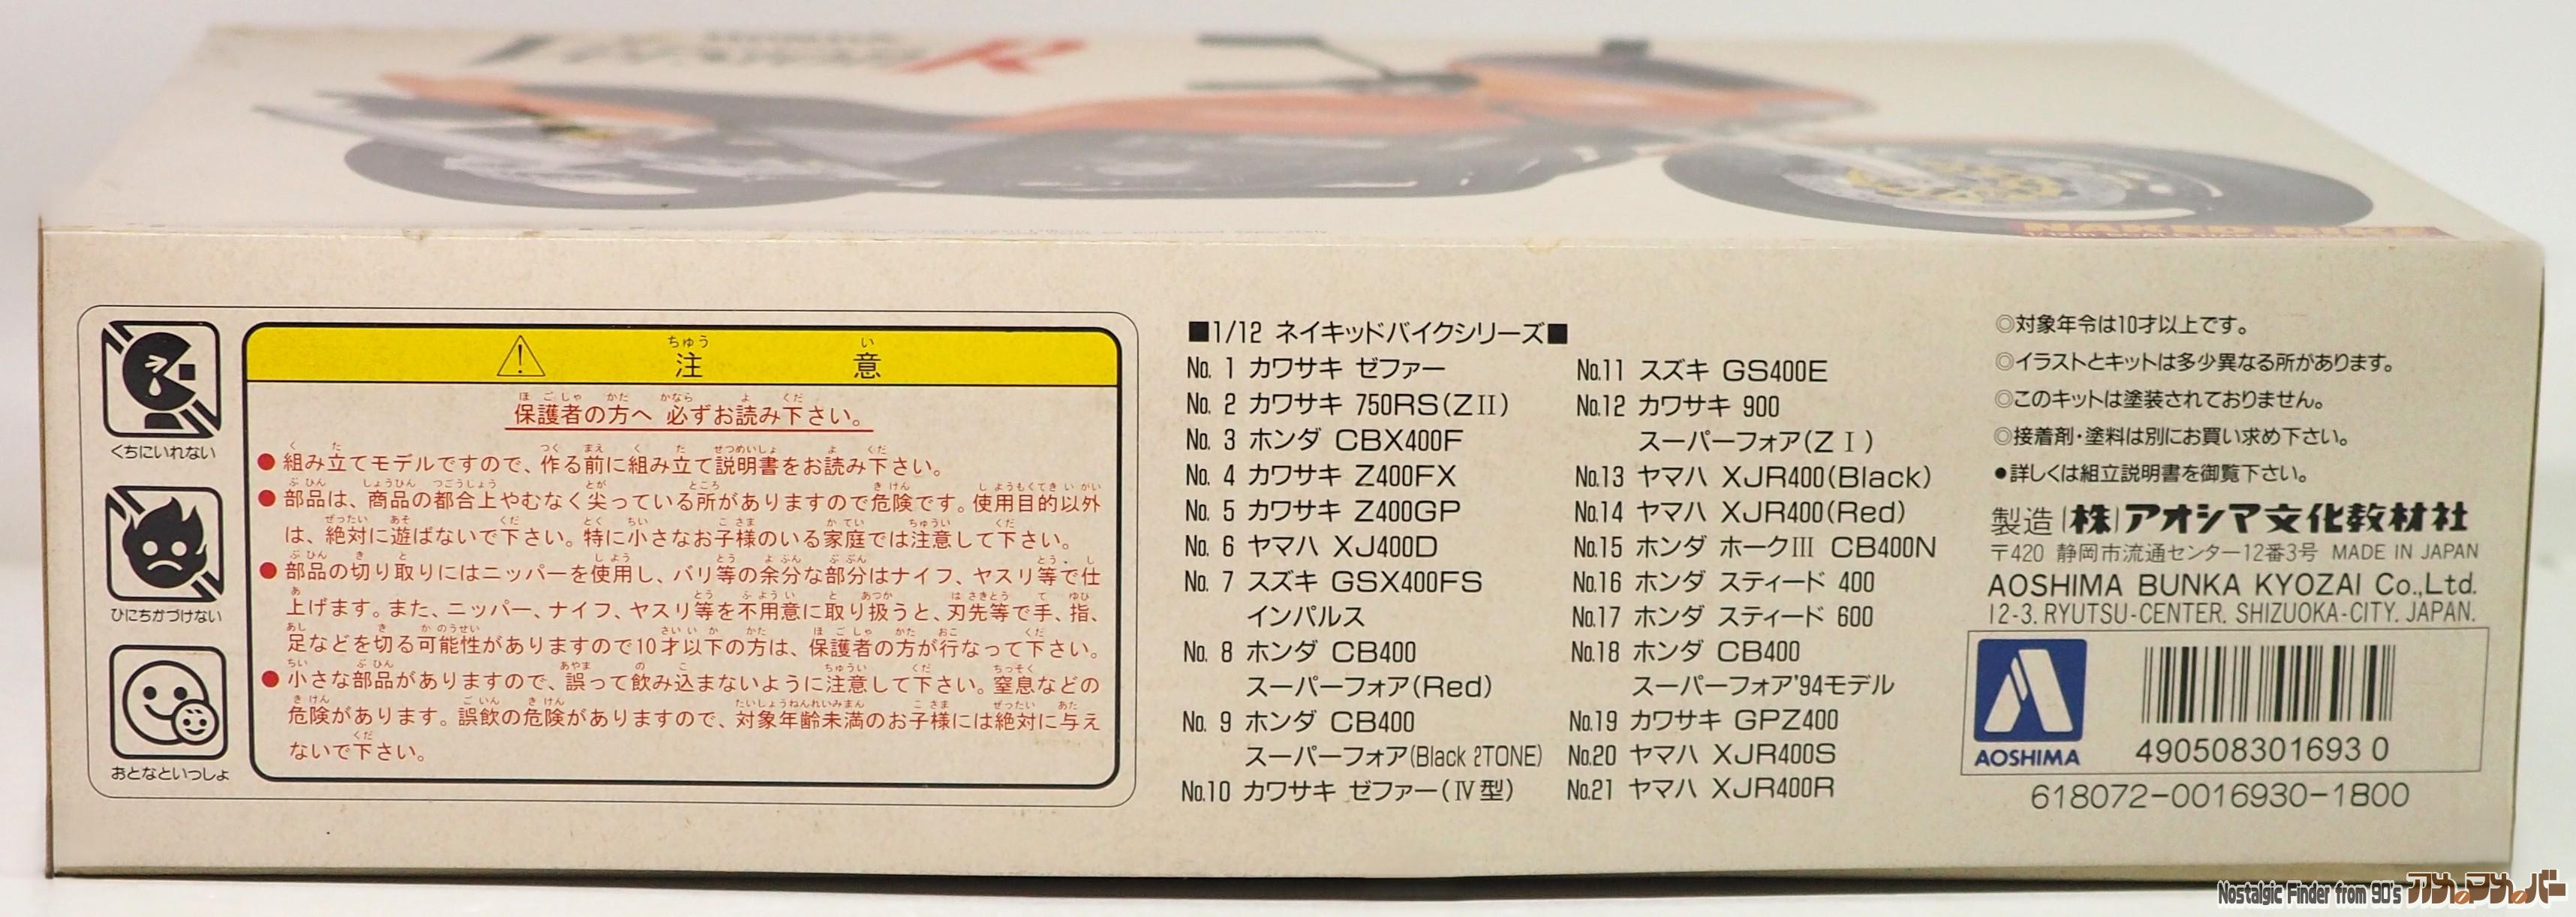 R
NAKED BIKE
くちにいれない
ひにちかづけない
おとなといっしょ
注意
保護者の方へ 必ずお読み下さい。
●組み立てモデルですので、作る前に組み立て説明書をお読み下さい。
●部品は、商品の都合上やむなく尖っている所がありますので危険です。使用目的以外
は、絶対に遊ばないで下さい。特に小さなお子様のいる家庭では注意して下さい。
●部品の切り取りにはニッパーを使用し、バリ等の余分な部分はナイフ、ヤスリ等で仕
上げます。また、ニッパー、ナイフ、ヤスリ等を不用意に取り扱うと、刃先等で手、指、
足などを切る可能性がありますので10才以下の方は、保護者の方が行なって下さい。
●小さな部品がありますので、誤って飲み込まないように注意して下さい。窒息などの
危険があります。誤飲の危険がありますので、対象年齢未満のお子様には絶対に与え
ないで下さい。
■1/12 ネイキッドバイクシリーズ■
No. 1 カワサキ ゼファー
No. 2 カワサキ 750RS(ZII)
No. 3 ホンダ CBX400F
No. 4 カワサキ Z400FX
No. 5 カワサキ Z400GP
No. 6 ヤマハ XJ400D
No. 7 スズキ GSX400FS
インパルス
No. 8 ホンダ CB400
スーパーフォア(Red)
No. 9 ホンダ CB400
スーパーフォア(Black 2TONE)
No.10 カワサキ ゼファー(IV型)
No.11 スズキ GS400E
No.12 カワサキ 900
スーパーフォア(ZI)
No.13 ヤマハ XJR400(Black)
No.14 ヤマハ XJR400(Red)
No.15 ホンダ ホークIII CB400N
No.16 ホンダ スティード 400
No.17 ホンダ スティード 600
No.18 ホンダ CB400
スーパーフォア'94モデル
No.19 カワサキ GPZ400
No.20 ヤマハ XJR400S
No.21 ヤマハ XJR400R
◎対象年令は10才以上です。
◎イラストとキットは多少異なる所があります。
◎このキットは塗装されておりません。
◎接着剤・塗料は別にお買い求め下さい。
●詳しくは組立説明書を御覧下さい。
製造(株)アオシマ文化教材社
〒420 静岡市流通センター12番3号 MADE IN JAPAN
AOSHIMA BUNKA KYOZAI Co.,Ltd.
12-3, RYUTSU-CENTER, SHIZUOKA-CITY, JAPAN.
AOSHIMA
490508301693 0
618072-0016930-1800
Nostalgic Finder from 90's アカマカバー